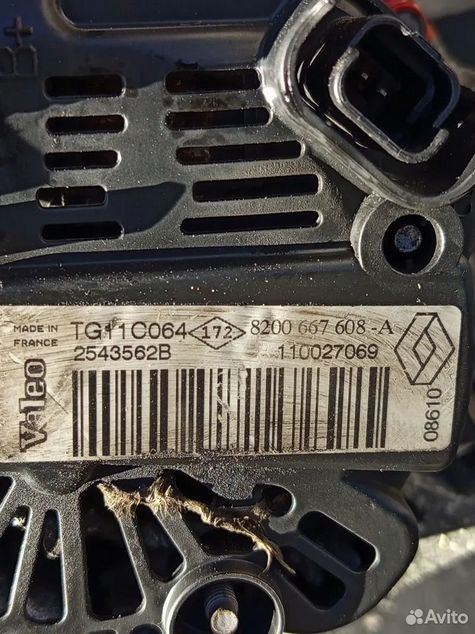 B+
MADE IN
FRANCE
TG11C064 <172> 8200 667 608 -A
2543562B 110027069
Valeo
08610
Avito